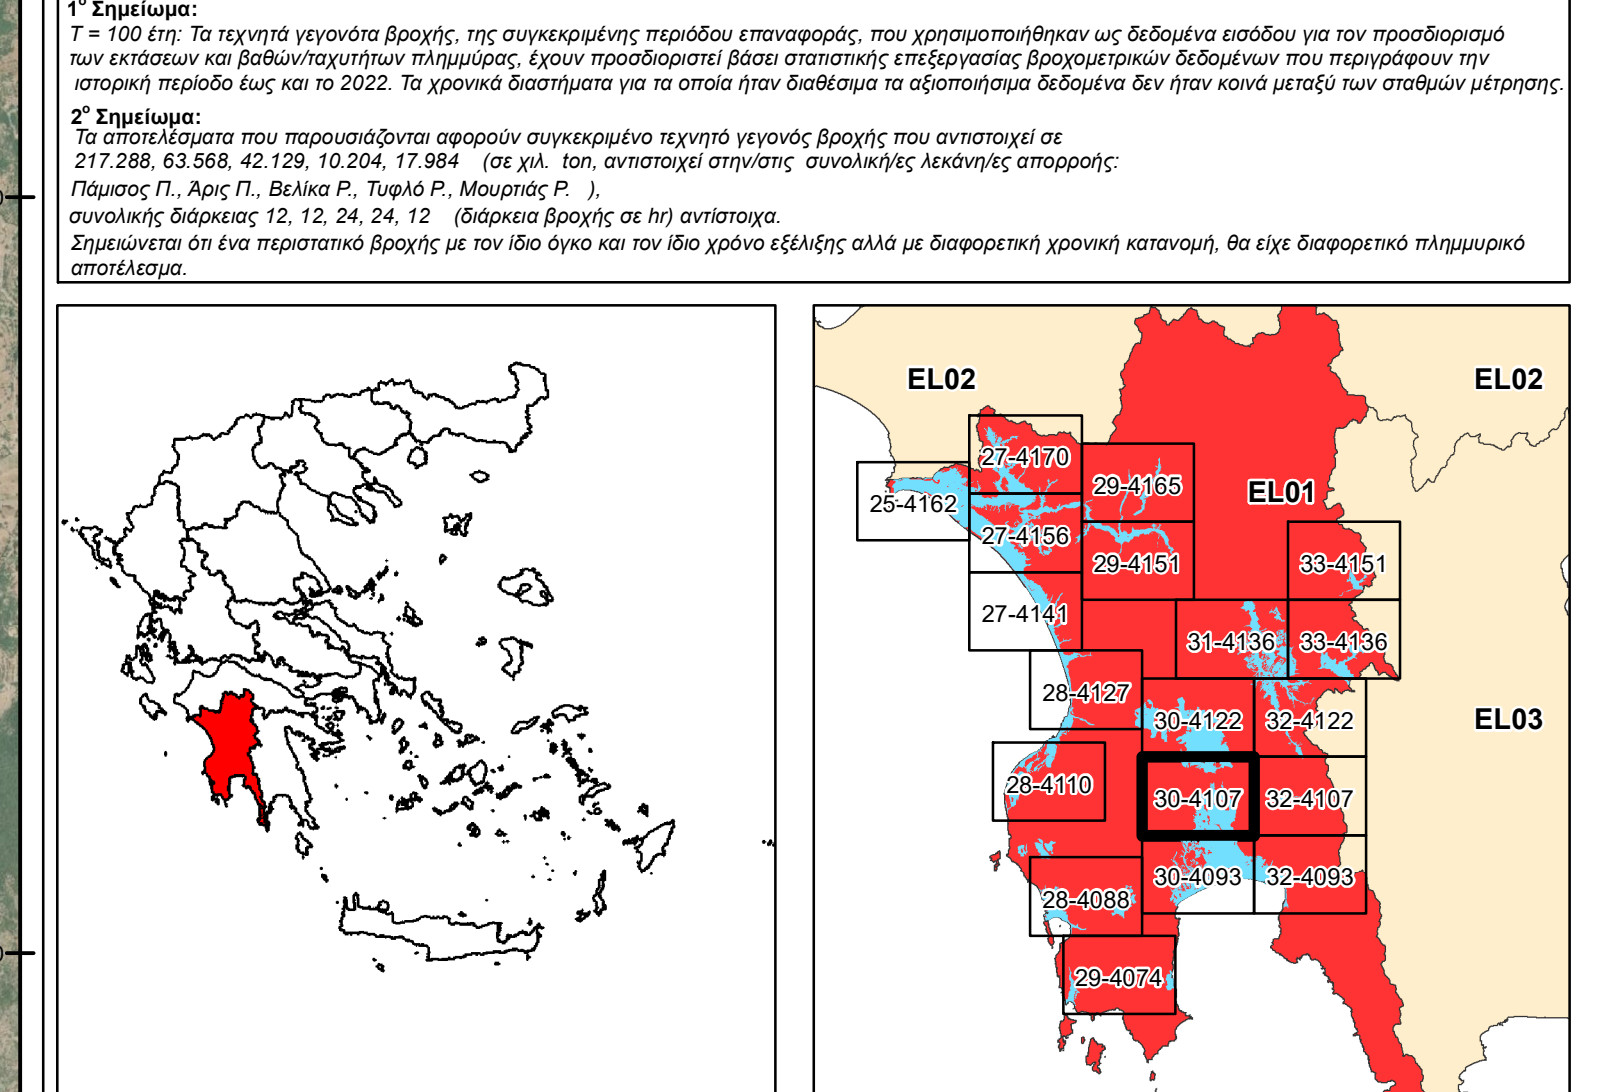 1º Σημείωμα:
T = 100 έτη: Τα τεχνητά γεγονότα βροχής, της συγκεκριμένης περιόδου επαναφοράς, που χρησιμοποιήθηκαν ως δεδομένα εισόδου για τον προσδιορισμό
των εκτάσεων και βαθών/ταχυτήτων πλημμύρας, έχουν προσδιοριστεί βάσει στατιστικής επεξεργασίας βροχομετρικών δεδομένων που περιγράφουν την
ιστορική περίοδο έως και το 2022. Τα χρονικά διαστήματα για τα οποία ήταν διαθέσιμα τα αξιοποιήσιμα δεδομένα δεν ήταν κοινά μεταξύ των σταθμών μέτρησης.
2º Σημείωμα:
Τα αποτελέσματα που παρουσιάζονται αφορούν συγκεκριμένο τεχνητό γεγονός βροχής που αντιστοιχεί σε
217.288, 63.568, 42.129, 10.204, 17.984 (σε χιλ. ton, αντιστοιχεί στην/στις συνολική/ες λεκάνη/ες απορροής:
Πάμισος Π., Άρις Π., Βελίκα Ρ., Τυφλό Ρ., Μουρτιάς Ρ. ),
συνολικής διάρκειας 12, 12, 24, 24, 12 (διάρκεια βροχής σε hr) αντίστοιχα.
Σημειώνεται ότι ένα περιστατικό βροχής με τον ίδιο όγκο και τον ίδιο χρόνο εξέλιξης αλλά με διαφορετική χρονική κατανομή, θα είχε διαφορετικό πλημμυρικό
αποτέλεσμα.
EL02
EL02
27-4170
29-4165
EL01
25-4162
27-4156
29-4151
33-4151
27-4141
31-4136
33-4136
28-4127
30-4122
32-4122
EL03
28-4110
30-4107
32-4107
30-4093
32-4093
28-4088
29-4074